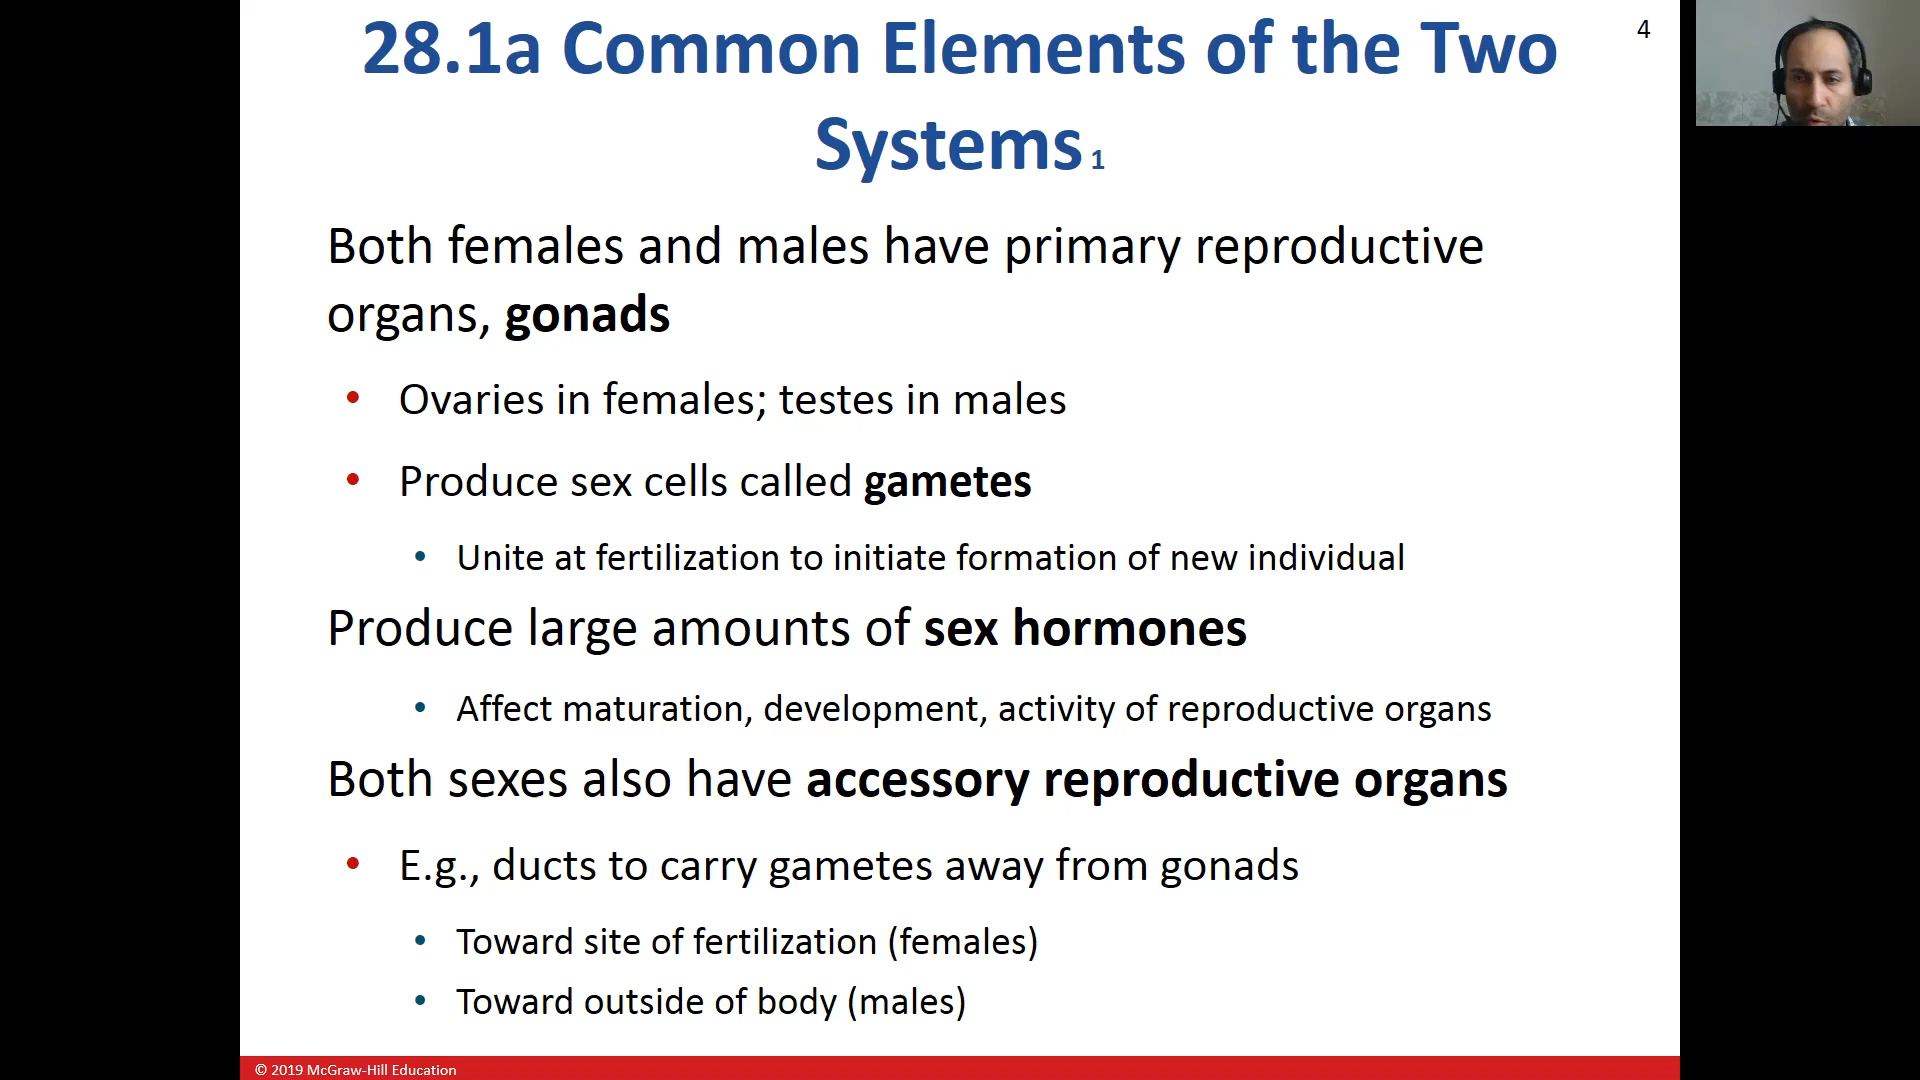 28.1a Common Elements of the Two
Systems 1
4
Both females and males have primary reproductive
organs, gonads
• Ovaries in females; testes in males
• Produce sex cells called gametes
• Unite at fertilization to initiate formation of new individual
Produce large amounts of sex hormones
• Affect maturation, development, activity of reproductive organs
Both sexes also have accessory reproductive organs
• E.g., ducts to carry gametes away from gonads
• Toward site of fertilization (females)
• Toward outside of body (males)
© 2019 McGraw-Hill Education